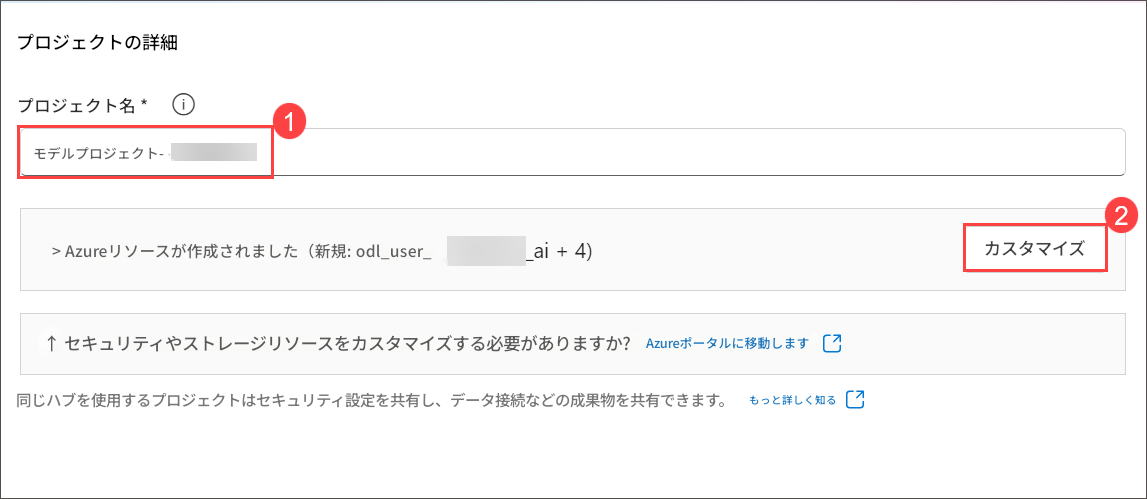 プロジェクトの詳細
プロジェクト名 *
1
モデルプロジェクト-
2
> Azureリソースが作成されました（新規: odl_user_ _ai + 4）
カスタマイズ
↑ セキュリティやストレージリソースをカスタマイズする必要がありますか? Azureポータルに移動します
同じハブを使用するプロジェクトはセキュリティ設定を共有し、データ接続などの成果物を共有できます。 もっと詳しく知る